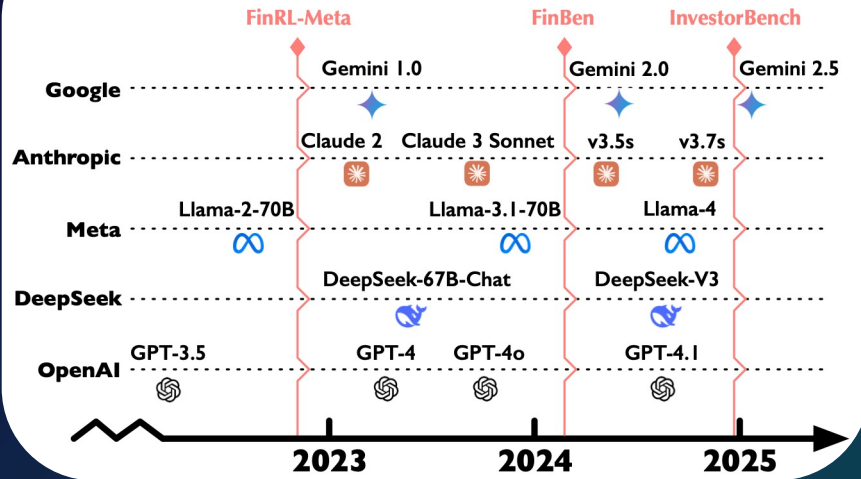 FinRL-Meta FinBen InvestorBench
Google Gemini 1.0 Gemini 2.0 Gemini 2.5
Anthropic Claude 2 Claude 3 Sonnet v3.5s v3.7s
Meta Llama-2-70B Llama-3.1-70B Llama-4
DeepSeek DeepSeek-67B-Chat DeepSeek-V3
OpenAI GPT-3.5 GPT-4 GPT-4o GPT-4.1
2023 2024 2025